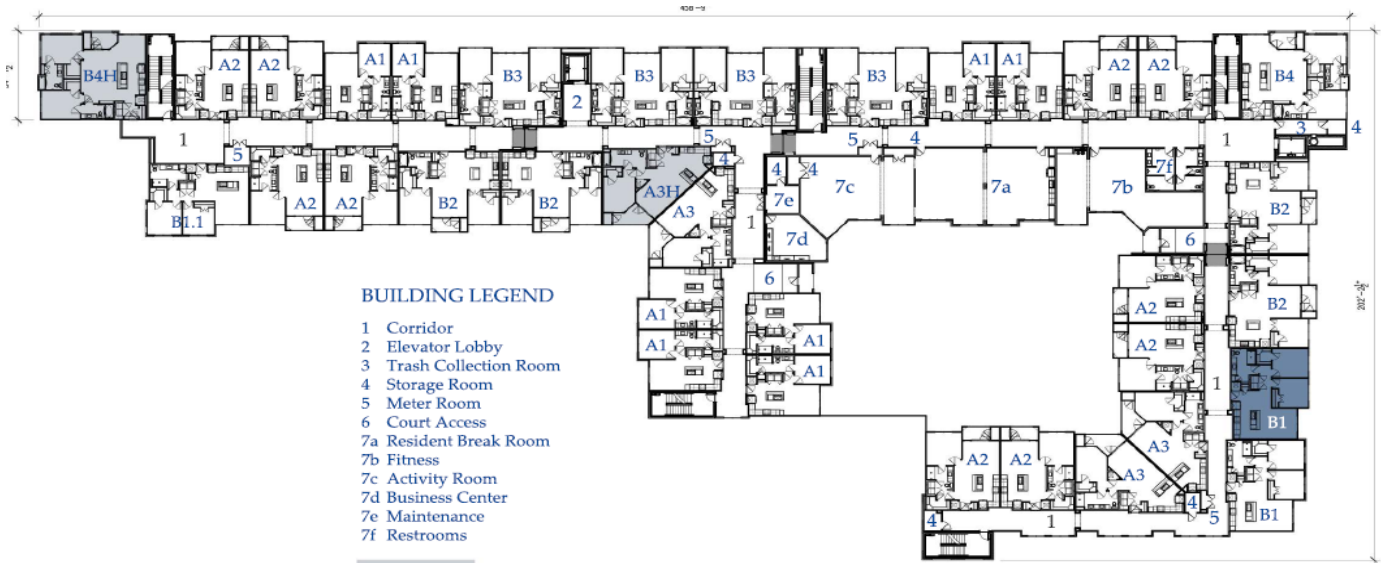 B4H A2 A2 A1 A1 B3 B3 B3 B3 A1 A1 A2 A2 B4
2
1 5 5 5 4 1 3 4
B1.1 A2 A2 B2 B2 A3H A3 4 1
4 4 7e 7c 7a 7b 7f
7d
B2
6
6
A1 A1
A1 A1
A2 A2
B2
1
B1
A3 A3
A2 A2
4 1 4 5 B1
BUILDING LEGEND
1 Corridor
2 Elevator Lobby
3 Trash Collection Room
4 Storage Room
5 Meter Room
6 Court Access
7a Resident Break Room
7b Fitness
7c Activity Room
7d Business Center
7e Maintenance
7f Restrooms